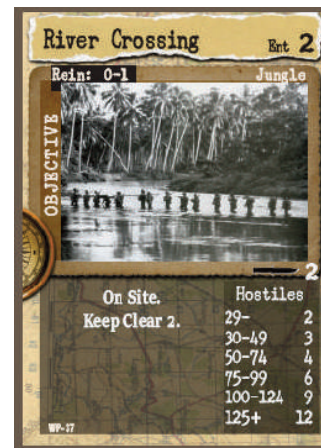 River Crossing Ent 2
Rein: 0-1 Jungle
OBJECTIVE
2
On Site.
Keep Clear 2.
Hostiles
29- 2
30-49 3
50-74 4
75-99 6
100-124 9
125+ 12
WP-17